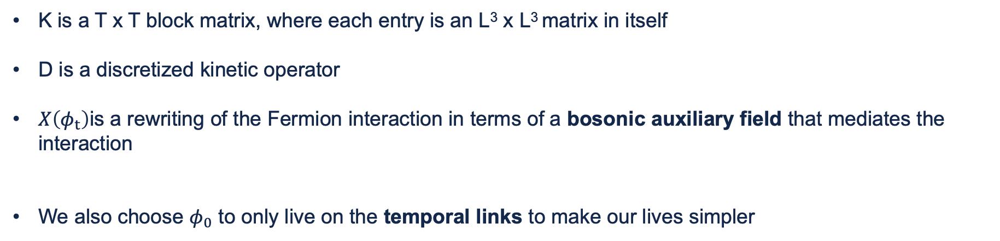 • K is a T x T block matrix, where each entry is an L³ x L³ matrix in itself
• D is a discretized kinetic operator
• X(ϕₜ)is a rewriting of the Fermion interaction in terms of a bosonic auxiliary field that mediates the
interaction
• We also choose ϕ₀ to only live on the temporal links to make our lives simpler